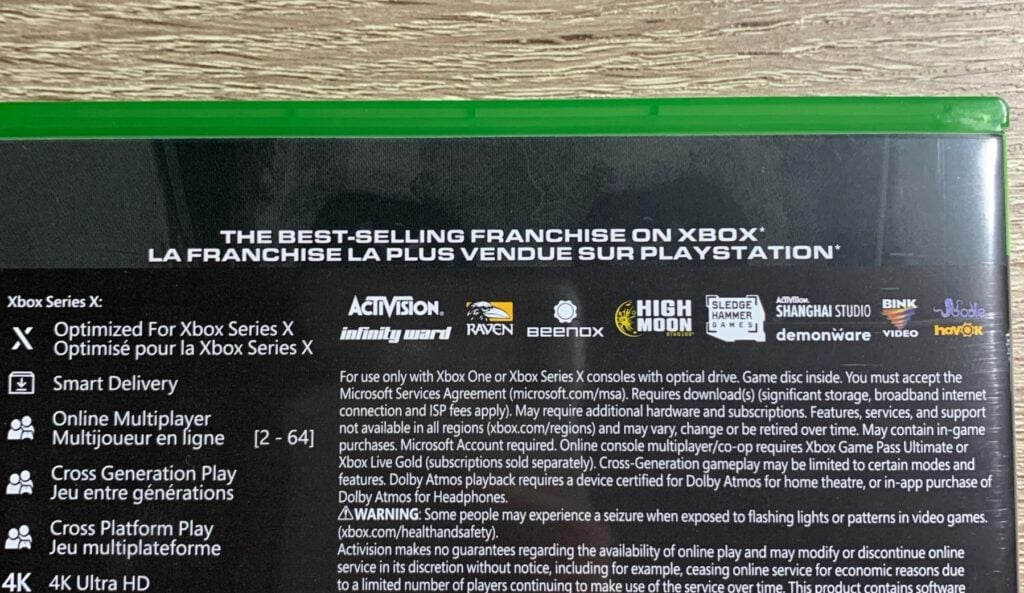 THE BEST-SELLING FRANCHISE ON XBOX*
LA FRANCHISE LA PLUS VENDUE SUR PLAYSTATION*
Xbox Series X:
Optimized For Xbox Series X
Optimisé pour la Xbox Series X
Smart Delivery
Online Multiplayer
Multijoueur en ligne [2 - 64]
Cross Generation Play
Jeu entre générations
Cross Platform Play
Jeu multiplateforme
4K 4K Ultra HD
ACTIVISION.
infinity ward
RAVEN
BEENOX
HIGH MOON
STUDIOS
SLEDGE
HAMMER
GAMES
ACTIVISION.
SHANGHAI STUDIO
demonware
BINK
VIDEO
Oodle
havok
For use only with Xbox One or Xbox Series X consoles with optical drive. Game disc inside. You must accept the
Microsoft Services Agreement (microsoft.com/msa). Requires download(s) (significant storage, broadband internet
connection and ISP fees apply). May require additional hardware and subscriptions. Features, services, and support
not available in all regions (xbox.com/regions) and may vary, change or be retired over time. May contain in-game
purchases. Microsoft Account required. Online console multiplayer/co-op requires Xbox Game Pass Ultimate or
Xbox Live Gold (subscriptions sold separately). Cross-Generation gameplay may be limited to certain modes and
features. Dolby Atmos playback requires a device certified for Dolby Atmos for home theatre, or in-app purchase of
Dolby Atmos for Headphones.
⚠WARNING: Some people may experience a seizure when exposed to flashing lights or patterns in video games.
(xbox.com/healthandsafety).
Activision makes no guarantees regarding the availability of online play and may modify or discontinue online
service in its discretion without notice, including for example, ceasing online service for economic reasons due
to a limited number of players continuing to make use of the service over time. This product contains software